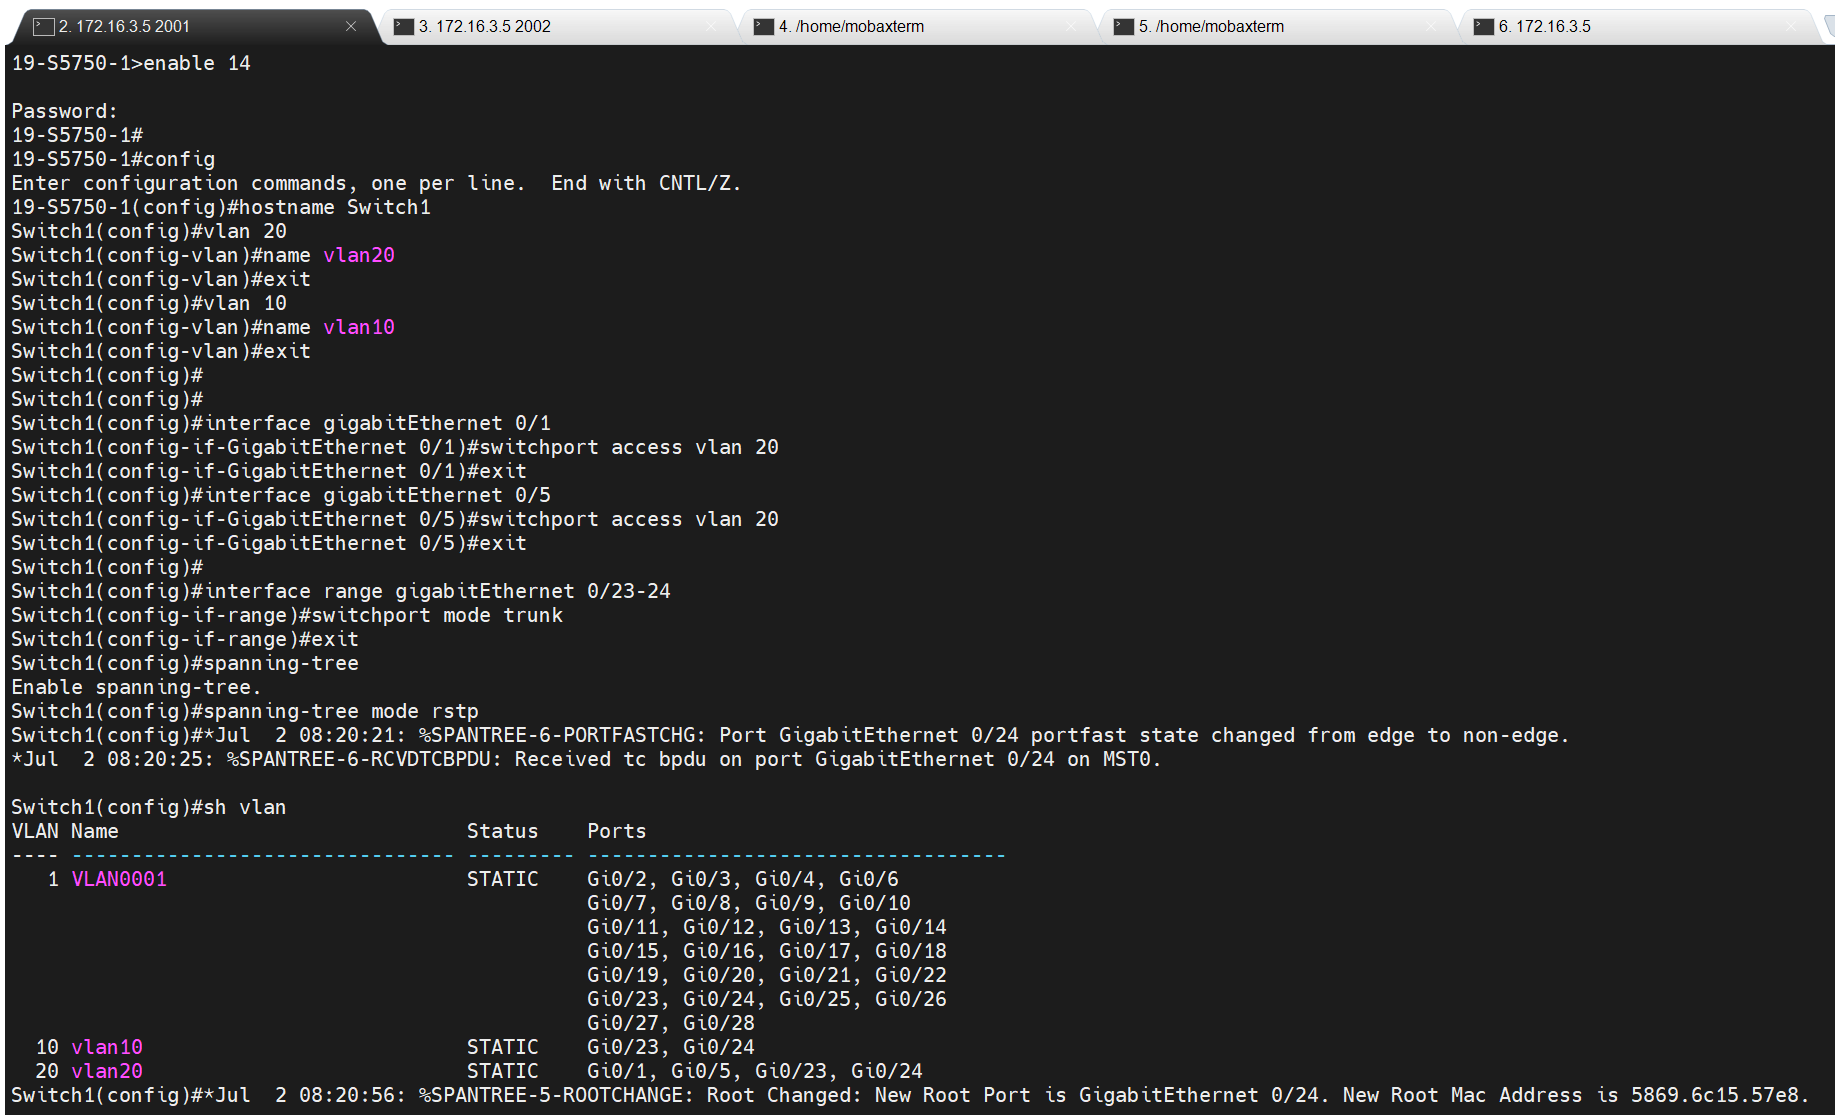 2. 172.16.3.5 2001
3. 172.16.3.5 2002
4. /home/mobaxterm
5. /home/mobaxterm
6. 172.16.3.5
19-S5750-1>enable 14
Password:
19-S5750-1#
19-S5750-1#config
Enter configuration commands, one per line.  End with CNTL/Z.
19-S5750-1(config)#hostname Switch1
Switch1(config)#vlan 20
Switch1(config-vlan)#name vlan20
Switch1(config-vlan)#exit
Switch1(config)#vlan 10
Switch1(config-vlan)#name vlan10
Switch1(config-vlan)#exit
Switch1(config)#
Switch1(config)#
Switch1(config)#interface gigabitEthernet 0/1
Switch1(config-if-GigabitEthernet 0/1)#switchport access vlan 20
Switch1(config-if-GigabitEthernet 0/1)#exit
Switch1(config)#interface gigabitEthernet 0/5
Switch1(config-if-GigabitEthernet 0/5)#switchport access vlan 20
Switch1(config-if-GigabitEthernet 0/5)#exit
Switch1(config)#
Switch1(config)#interface range gigabitEthernet 0/23-24
Switch1(config-if-range)#switchport mode trunk
Switch1(config-if-range)#exit
Switch1(config)#spanning-tree
Enable spanning-tree.
Switch1(config)#spanning-tree mode rstp
Switch1(config)#*Jul  2 08:20:21: %SPANTREE-6-PORTFASTCHG: Port GigabitEthernet 0/24 portfast state changed from edge to non-edge.
*Jul  2 08:20:25: %SPANTREE-6-RCVDTCBPDU: Received tc bpdu on port GigabitEthernet 0/24 on MST0.
Switch1(config)#sh vlan
VLAN Name                             Status    Ports
---- -------------------------------- --------- -----------------------------------
   1 VLAN0001                         STATIC    Gi0/2, Gi0/3, Gi0/4, Gi0/6
                                                Gi0/7, Gi0/8, Gi0/9, Gi0/10
                                                Gi0/11, Gi0/12, Gi0/13, Gi0/14
                                                Gi0/15, Gi0/16, Gi0/17, Gi0/18
                                                Gi0/19, Gi0/20, Gi0/21, Gi0/22
                                                Gi0/23, Gi0/24, Gi0/25, Gi0/26
                                                Gi0/27, Gi0/28
  10 vlan10                           STATIC    Gi0/23, Gi0/24
  20 vlan20                           STATIC    Gi0/1, Gi0/5, Gi0/23, Gi0/24
Switch1(config)#*Jul  2 08:20:56: %SPANTREE-5-ROOTCHANGE: Root Changed: New Root Port is GigabitEthernet 0/24. New Root Mac Address is 5869.6c15.57e8.